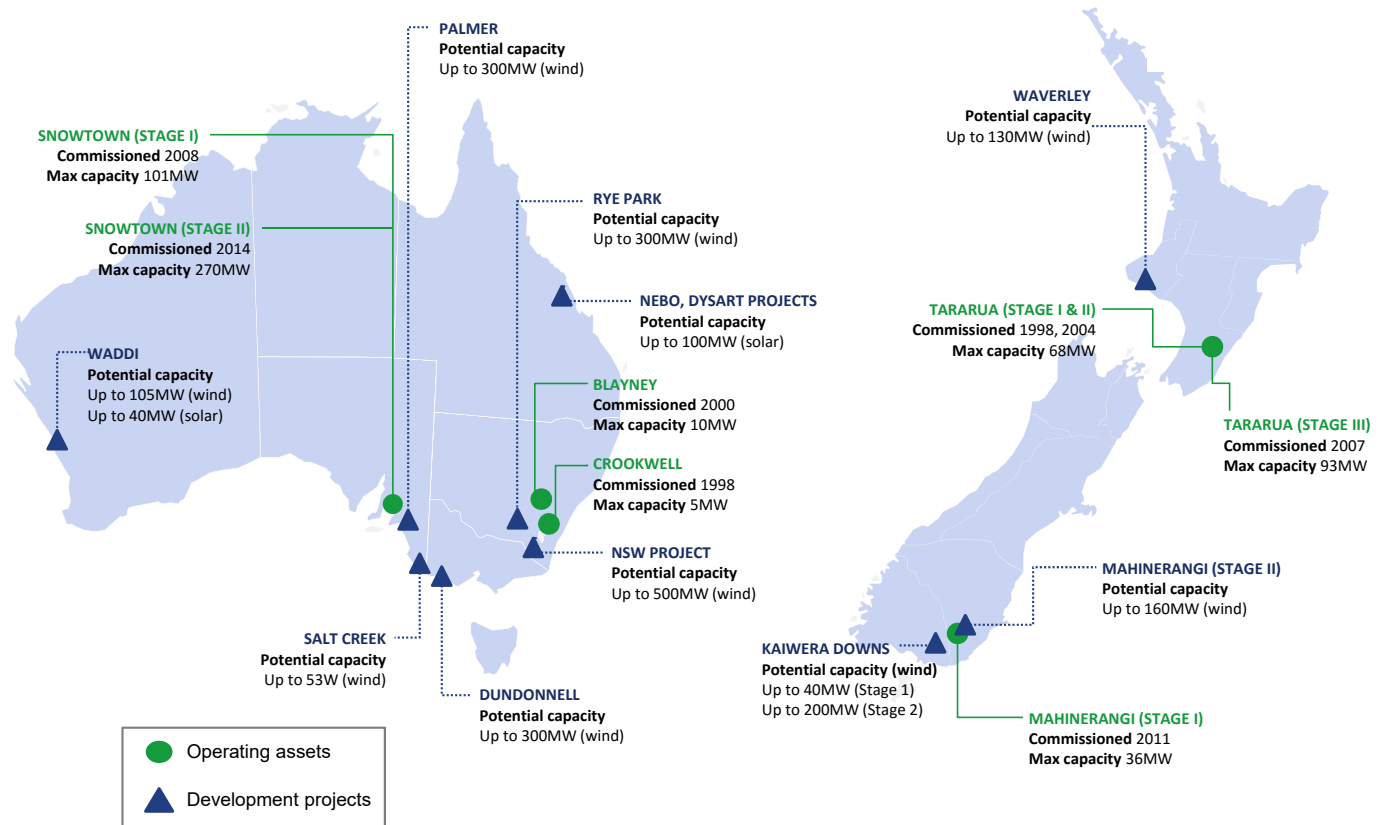 PALMER
Potential capacity
Up to 300MW (wind)
SNOWTOWN (STAGE I)
Commissioned 2008
Max capacity 101MW
SNOWTOWN (STAGE II)
Commissioned 2014
Max capacity 270MW
RYE PARK
Potential capacity
Up to 300MW (wind)
NEBO, DYSART PROJECTS
Potential capacity
Up to 100MW (solar)
WADDI
Potential capacity
Up to 105MW (wind)
Up to 40MW (solar)
BLAYNEY
Commissioned 2000
Max capacity 10MW
CROOKWELL
Commissioned 1998
Max capacity 5MW
NSW PROJECT
Potential capacity
Up to 500MW (wind)
SALT CREEK
Potential capacity
Up to 53W (wind)
DUNDONNELL
Potential capacity
Up to 300MW (wind)
WAVERLEY
Potential capacity
Up to 130MW (wind)
TARARUA (STAGE I & II)
Commissioned 1998, 2004
Max capacity 68MW
TARARUA (STAGE III)
Commissioned 2007
Max capacity 93MW
MAHINERANGI (STAGE II)
Potential capacity
Up to 160MW (wind)
KAIWERA DOWNS
Potential capacity (wind)
Up to 40MW (Stage 1)
Up to 200MW (Stage 2)
MAHINERANGI (STAGE I)
Commissioned 2011
Max capacity 36MW
Operating assets
Development projects